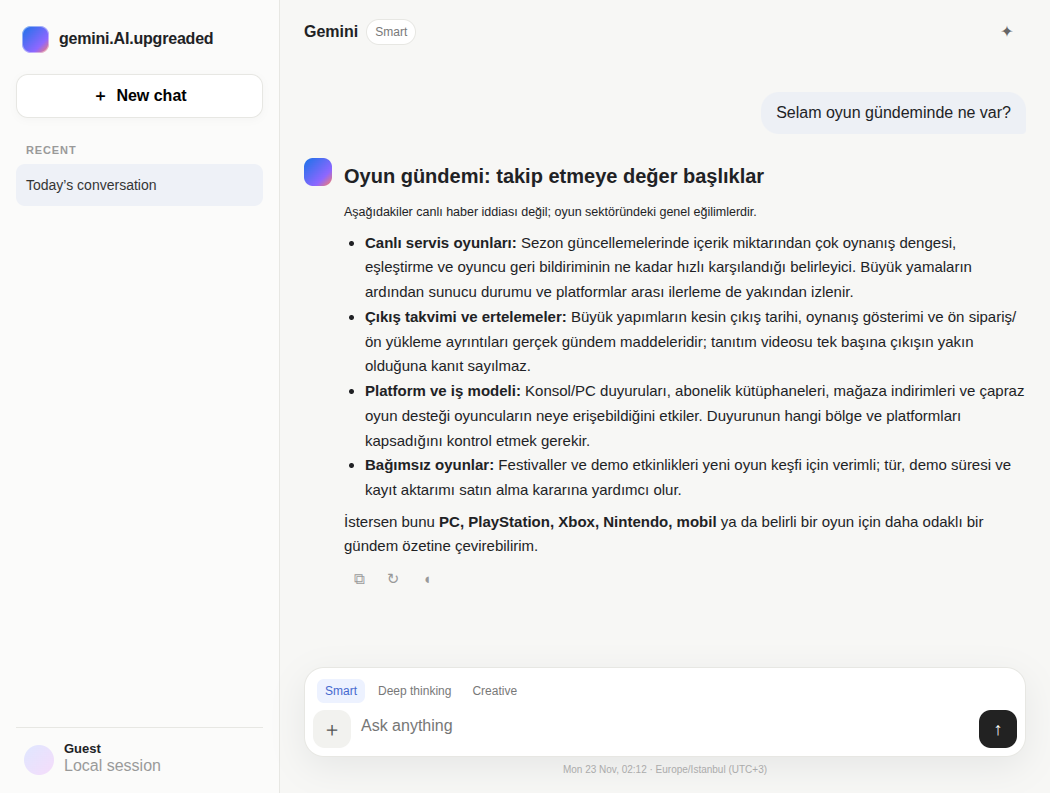 gemini.AI.upgraded
+ New chat
RECENT
Today's conversation
Guest
Local session
Gemini Smart
Selam oyun gündeminde ne var?
Oyun gündemi: takip etmeye değer başlıklar
Aşağıdakiler canlı haber iddiası değil; oyun sektöründeki genel eğilimlerdir.
• Canlı servis oyunları: Sezon güncellemelerinde içerik miktarından çok oynanış dengesi,
eşleştirme ve oyuncu geri bildiriminin ne kadar hızlı karşılandığı belirleyici. Büyük yamaların
ardından sunucu durumu ve platformlar arası ilerleme de yakından izlenir.
• Çıkış takvimi ve ertelemeler: Büyük yapımların kesin çıkış tarihi, oynanış gösterimi ve ön sipariş/
ön yükleme ayrıntıları gerçek gündem maddeleridir; tanıtım videosu tek başına çıkışın yakın
olduğuna kanıt sayılmaz.
• Platform ve iş modeli: Konsol/PC duyuruları, abonelik kütüphaneleri, mağaza indirimleri ve çapraz
oyun desteği oyuncuların neye erişebildiğini etkiler. Duyurunun hangi bölge ve platformları
kapsadığını kontrol etmek gerekir.
• Bağımsız oyunlar: Festivaller ve demo etkinlikleri yeni oyun keşfi için verimli; tür, demo süresi ve
kayıt aktarımı satın alma kararına yardımcı olur.
İstersen bunu PC, PlayStation, Xbox, Nintendo, mobil ya da belirli bir oyun için daha odaklı bir
gündem özetine çevirebilirim.
Smart Deep thinking Creative
+ Ask anything ↑
Mon 23 Nov, 02:12 · Europe/Istanbul (UTC+3)